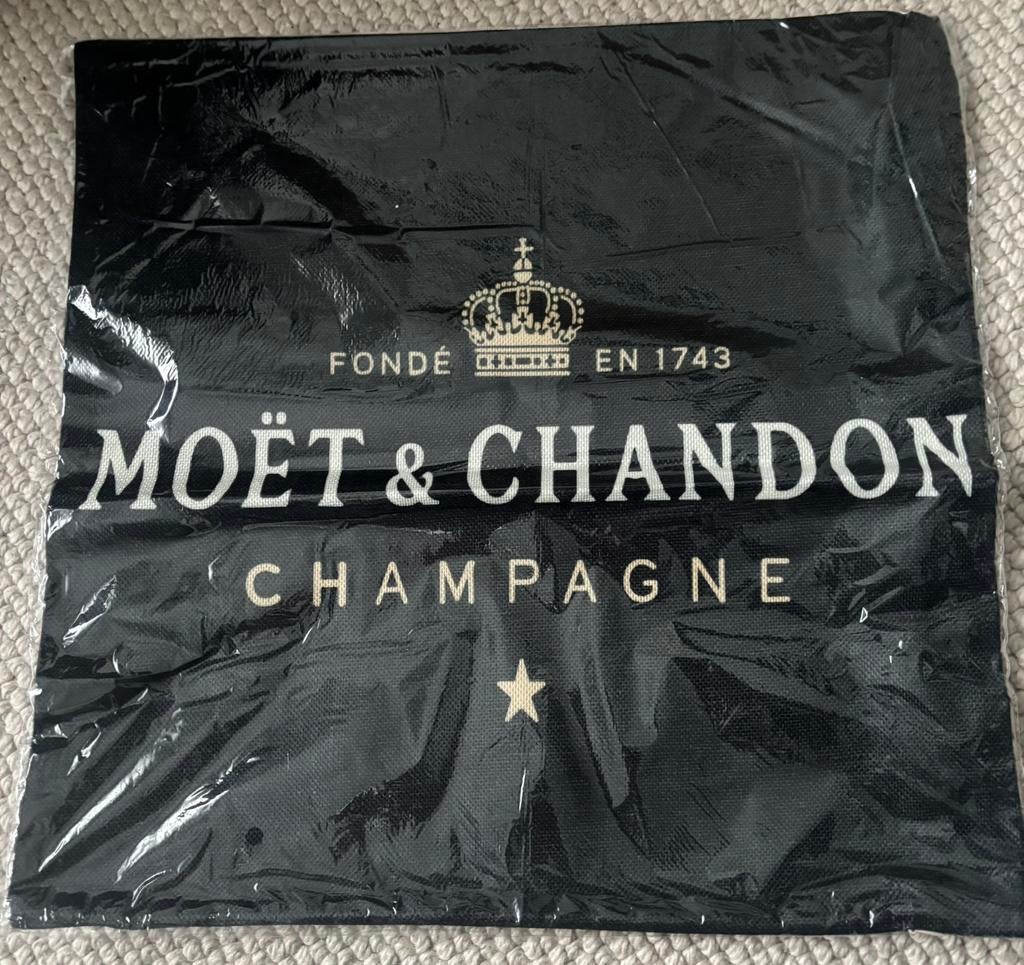 FONDÉ EN 1743
MOËT & CHANDON
CHAMPAGNE